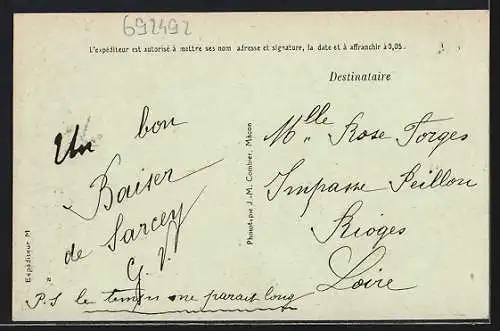 692492
L'expéditeur est autorisé à mettre ses nom adresse et signature, la date et à affranchir à 0,05.
Destinataire
Un bon
Baiser
de Sarcey
G. V.
P.S le temps me parait long
Expéditeur M
Phototypie J.-M. Combier, Mâcon
Mlle Rose Forges
Impasse Peillon
Riorges
Loire